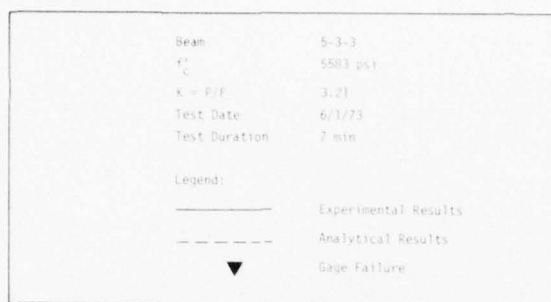 Beam 5-3-3
f'c 5583 psi
K = P/F 3.21
Test Date 6/1/73
Test Duration 7 min
Legend:
Experimental Results
Analytical Results
Gage Failure